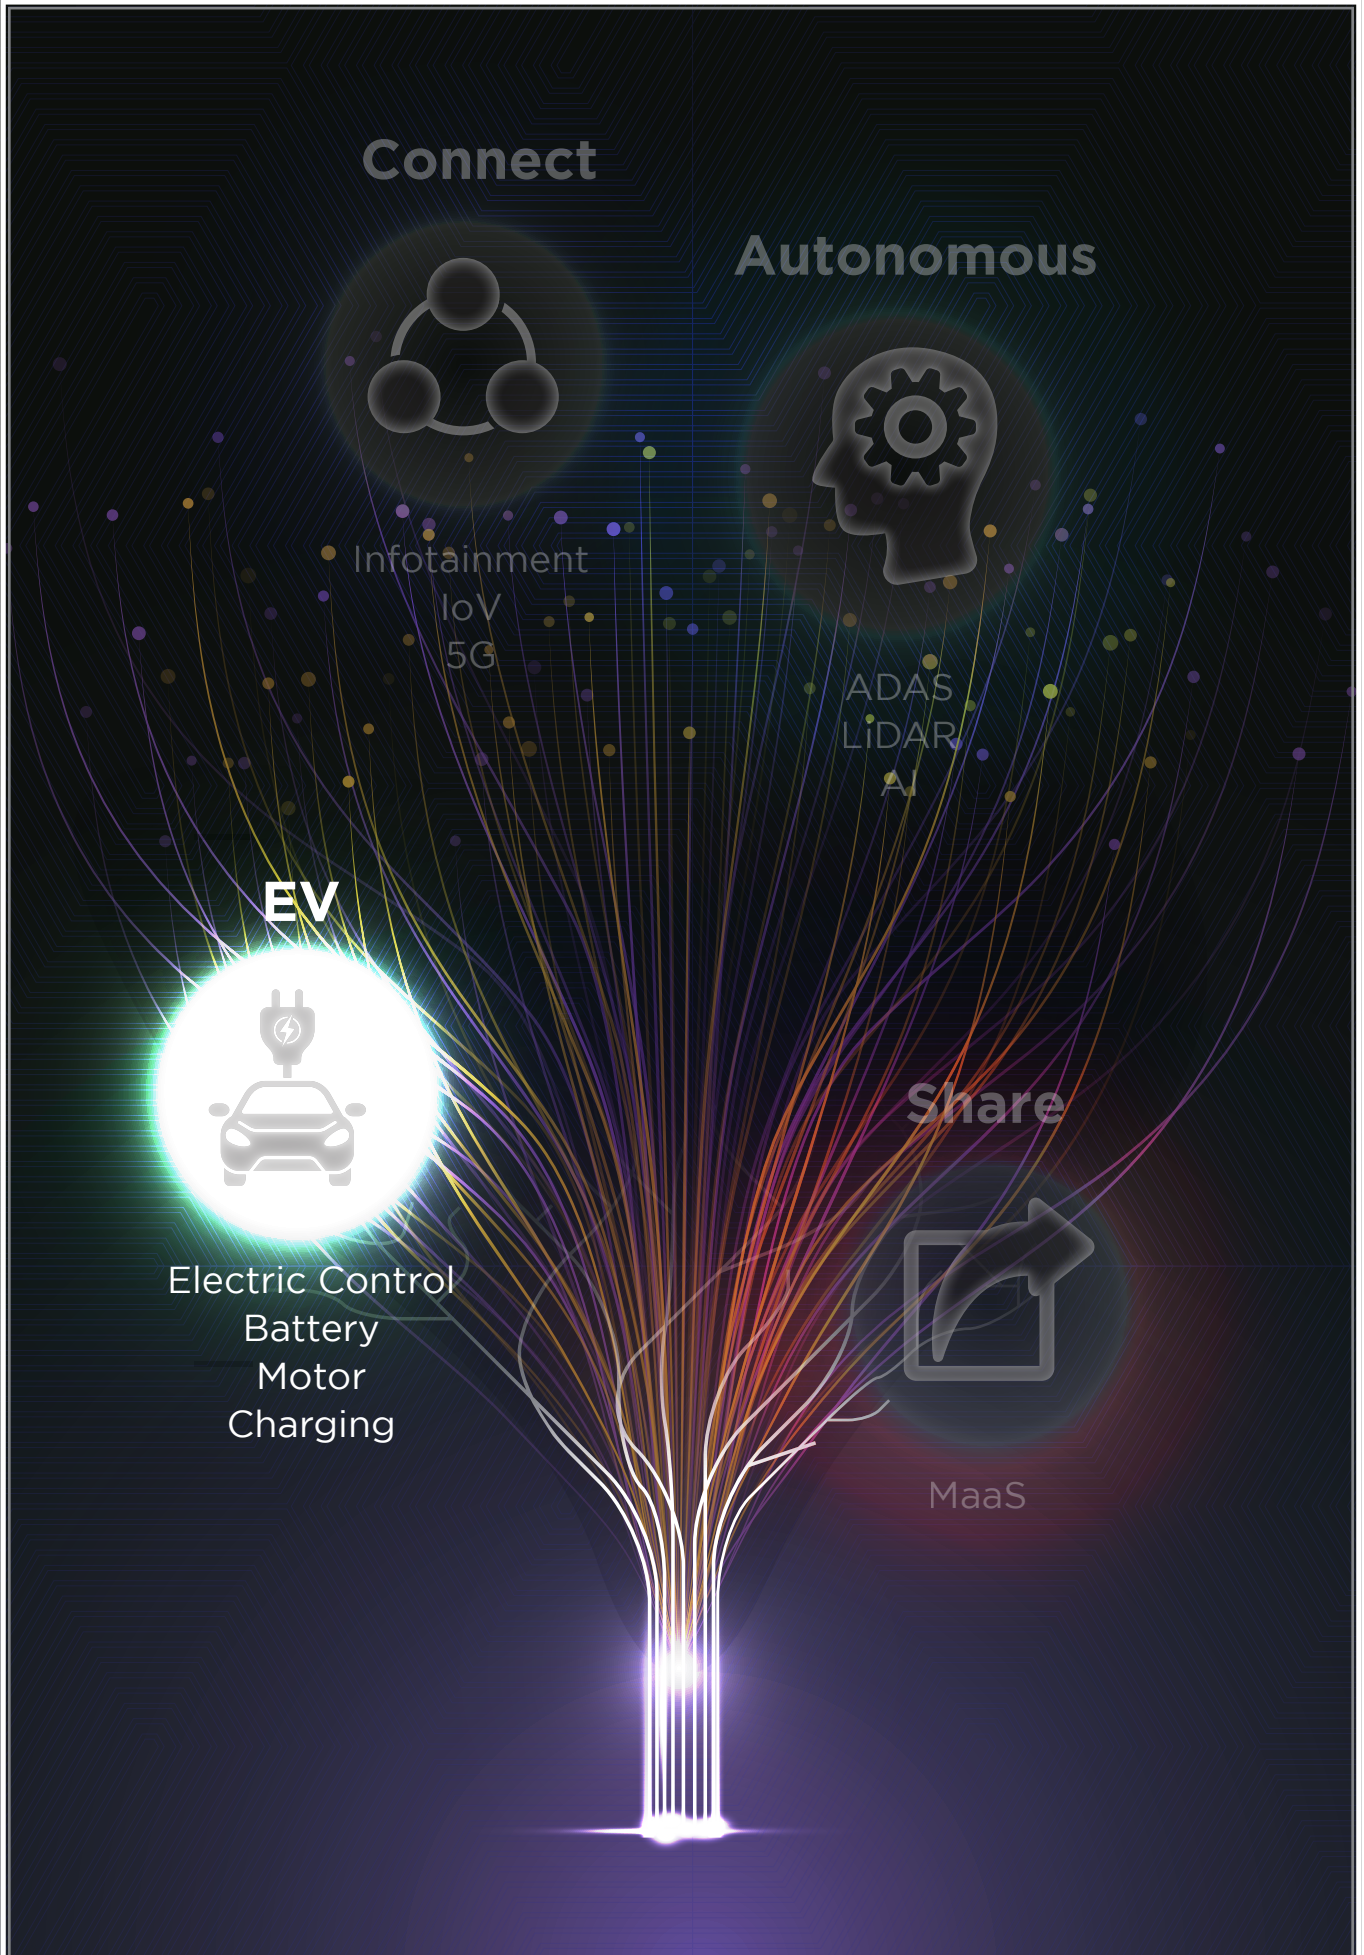 Connect
Infotainment
IoV
5G
Autonomous
ADAS
LiDAR
AI
EV
Electric Control
Battery
Motor
Charging
Share
MaaS